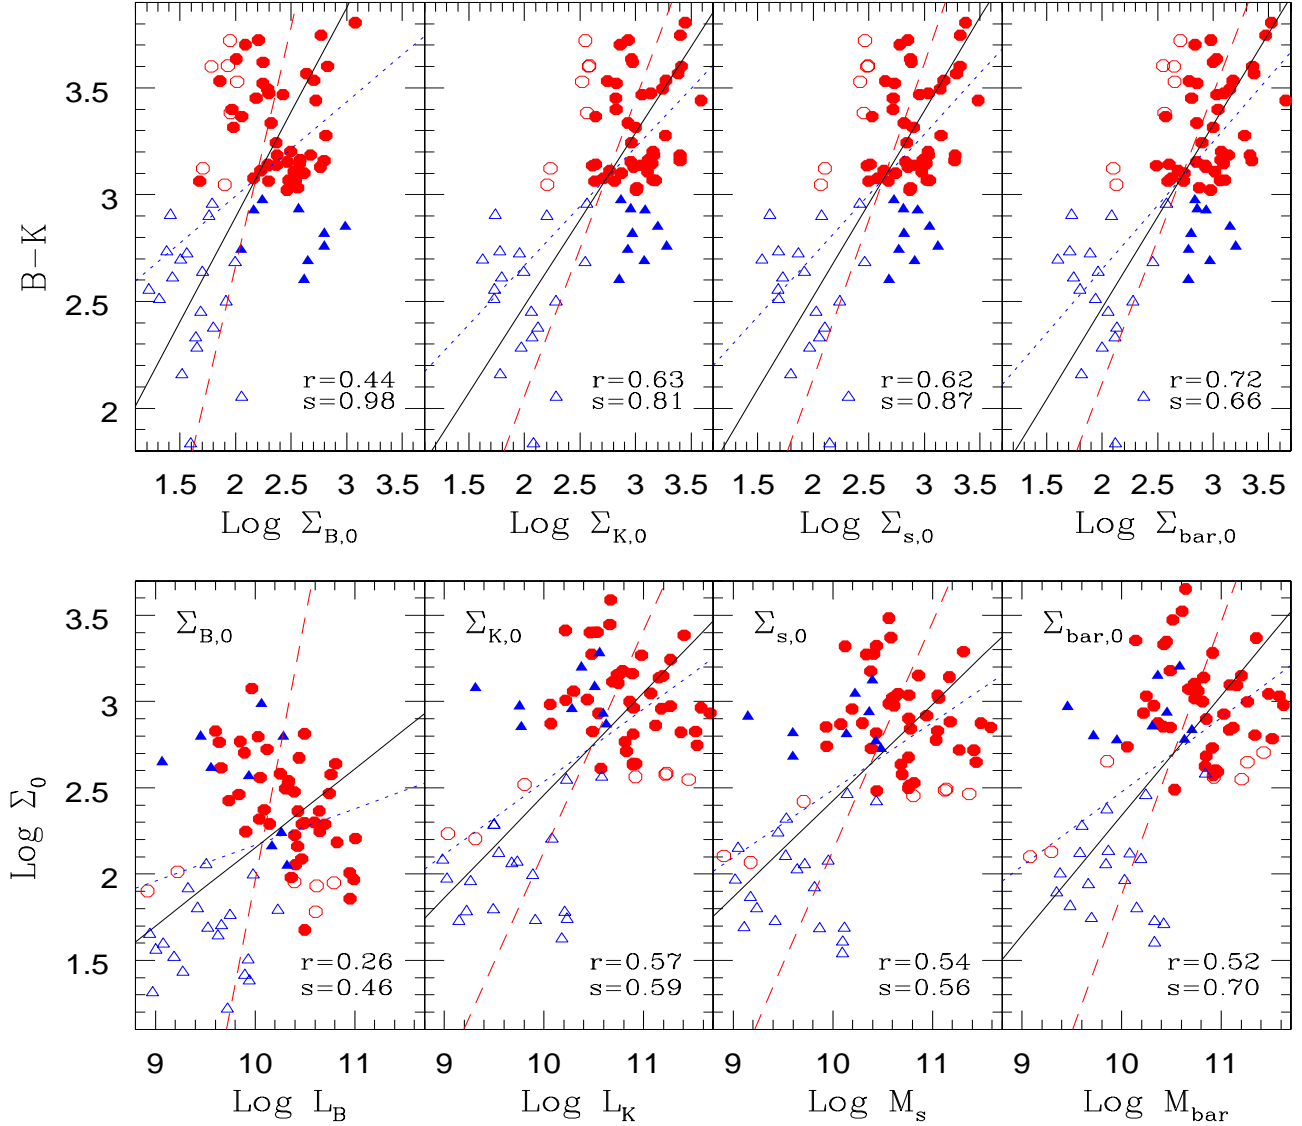 B-K
3.5
3
2.5
2
r=0.44
s=0.98
r=0.63
s=0.81
r=0.62
s=0.87
r=0.72
s=0.66
1.5 2 2.5 3 3.5
1.5 2 2.5 3 3.5
1.5 2 2.5 3 3.5
1.5 2 2.5 3 3.5
Log Σ_B,0
Log Σ_K,0
Log Σ_s,0
Log Σ_bar,0
Log Σ_0
3.5
3
2.5
2
1.5
Σ_B,0
Σ_K,0
Σ_s,0
Σ_bar,0
r=0.26
s=0.46
r=0.57
s=0.59
r=0.54
s=0.56
r=0.52
s=0.70
9 10 11
9 10 11
9 10 11
9 10 11
Log L_B
Log L_K
Log M_s
Log M_bar